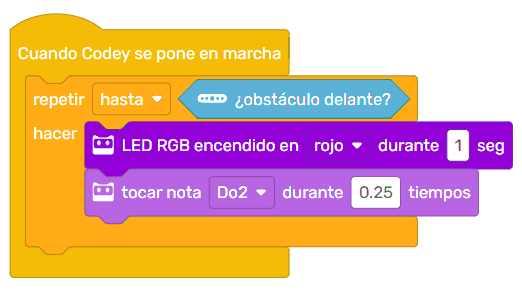 Cuando Codey se pone en marcha
repetir hasta ¿obstáculo delante?
hacer
LED RGB encendido en rojo durante 1 seg
tocar nota Do2 durante 0.25 tiempos